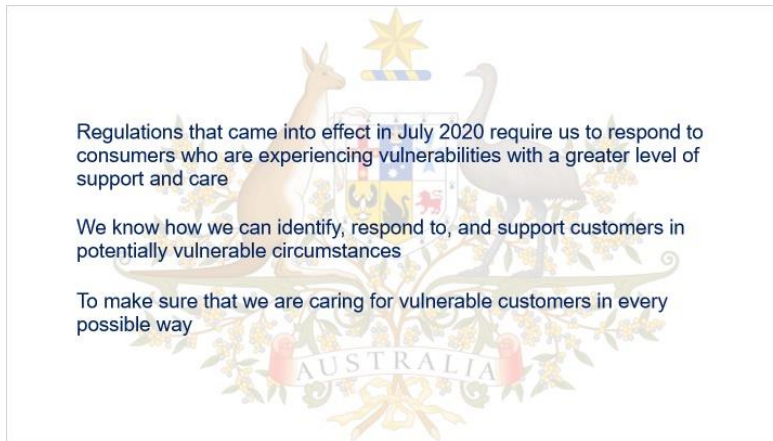 Regulations that came into effect in July 2020 require us to respond to
consumers who are experiencing vulnerabilities with a greater level of
support and care
We know how we can identify, respond to, and support customers in
potentially vulnerable circumstances
To make sure that we are caring for vulnerable customers in every
possible way
AUSTRALIA